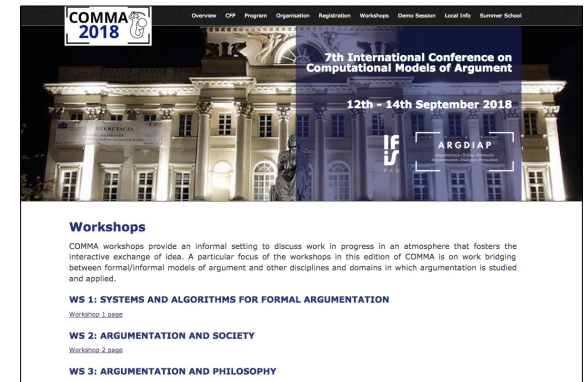 COMMA
2018
Overview CFP Program Organisation Registration Workshops Demo Session Local Info Summer School
7th International Conference on
Computational Models of Argument
12th - 14th September 2018
REKRUTACJA
IFiS
PAN
ARGDIAP
Workshops
COMMA workshops provide an informal setting to discuss work in progress in an atmosphere that fosters the
interactive exchange of idea. A particular focus of the workshops in this edition of COMMA is on work bridging
between formal/informal models of argument and other disciplines and domains in which argumentation is studied
and applied.
WS 1: SYSTEMS AND ALGORITHMS FOR FORMAL ARGUMENTATION
Workshop 1 page
WS 2: ARGUMENTATION AND SOCIETY
Workshop 2 page
WS 3: ARGUMENTATION AND PHILOSOPHY